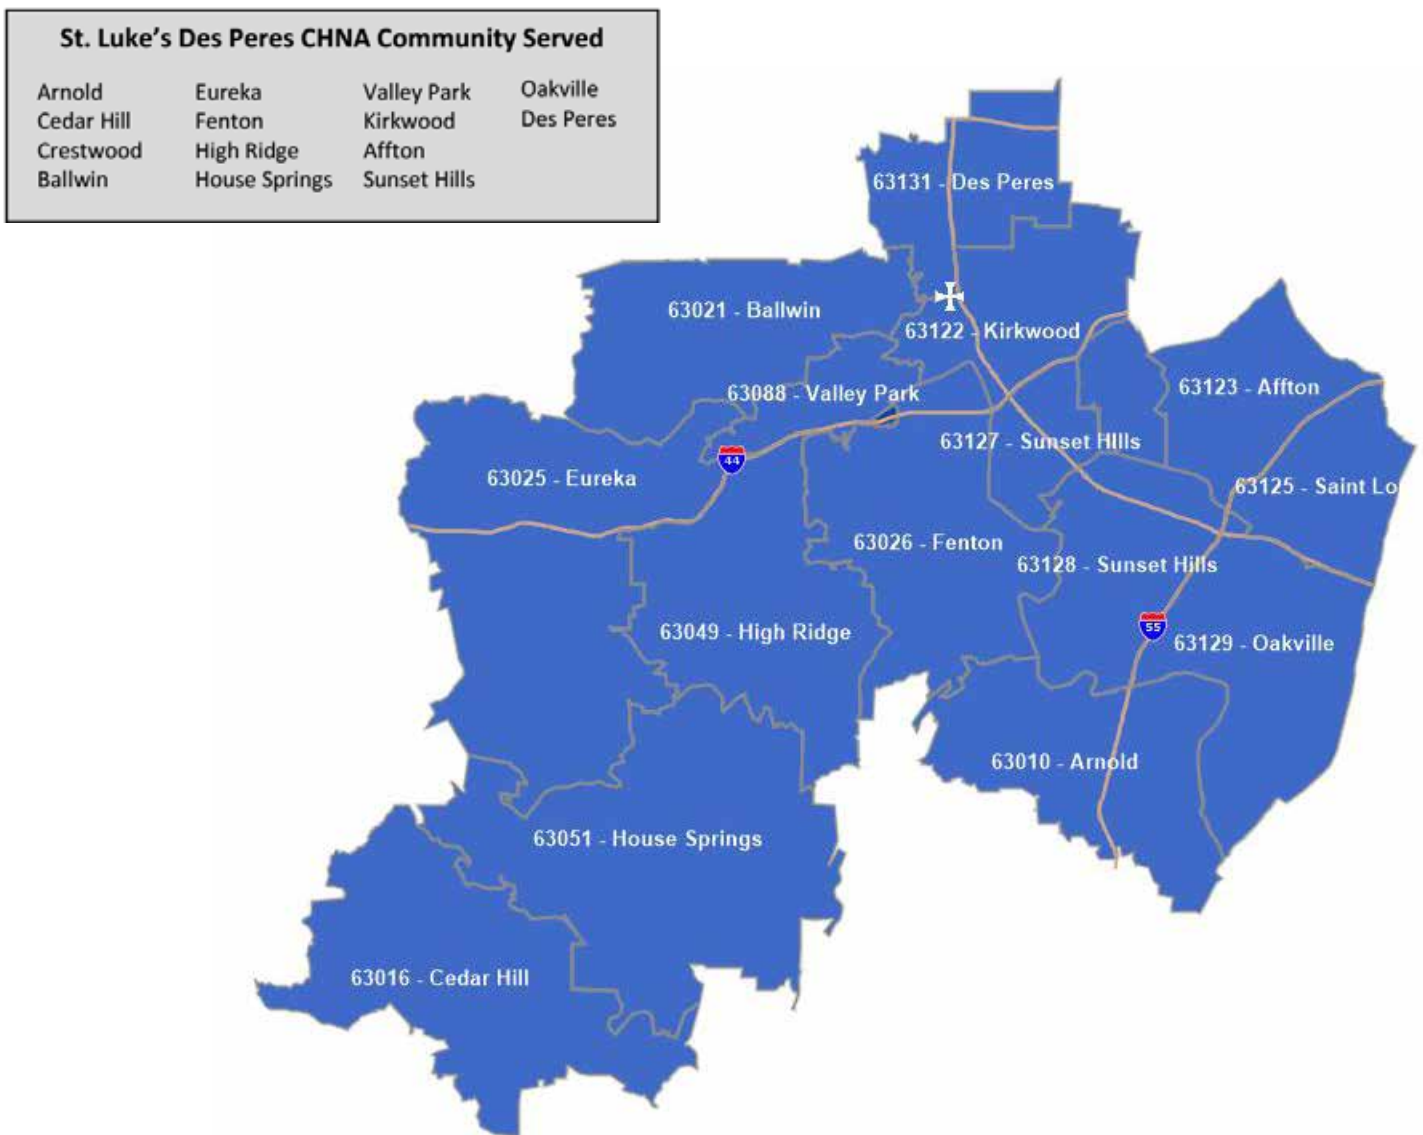 St. Luke's Des Peres CHNA Community Served
Arnold Eureka Valley Park Oakville
Cedar Hill Fenton Kirkwood Des Peres
Crestwood High Ridge Affton
Ballwin House Springs Sunset Hills
63131 - Des Peres
63021 - Ballwin
63122 - Kirkwood
63088 - Valley Park
63123 - Affton
63127 - Sunset HIlls
44
63025 - Eureka
63125 - Saint Lo
63026 - Fenton
63128 - Sunset Hills
63049 - High Ridge
55
63129 - Oakville
63010 - Arnold
63051 - House Springs
63016 - Cedar Hill